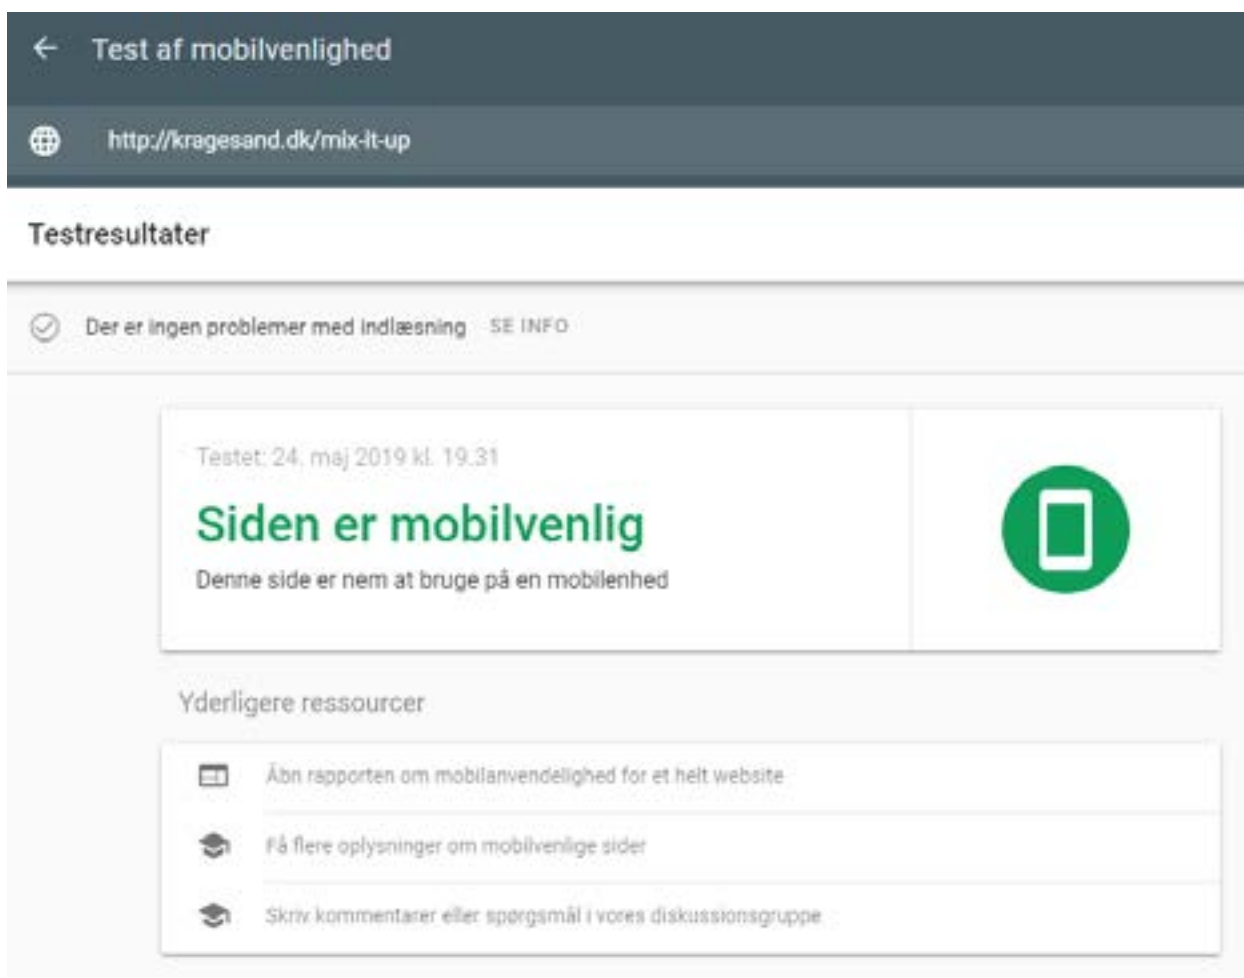 Test af mobilvenlighed
http://kragesand.dk/mix-it-up
Testresultater
Der er ingen problemer med indlæsning SE INFO
Testet: 24. maj 2019 kl. 19.31
Siden er mobilvenlig
Denne side er nem at bruge på en mobilenhed
Yderligere ressourcer
Åbn rapporten om mobilanvendelighed for et helt website
Få flere oplysninger om mobilvenlige sider
Skriv kommentarer eller spørgsmål i vores diskussionsgruppe